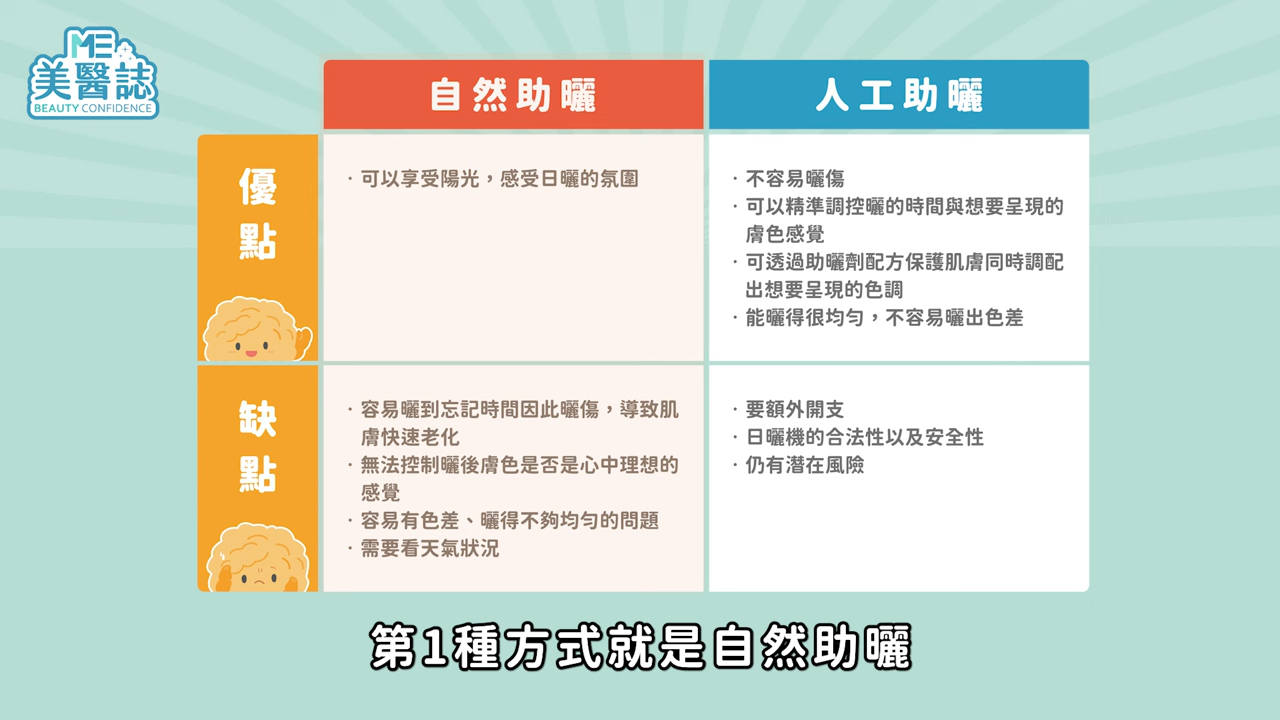 MB
美醫誌
BEAUTY CONFIDENCE
自然助曬
人工助曬
優點
・可以享受陽光，感受日曬的氛圍
・不容易曬傷
・可以精準調控曬的時間與想要呈現的
膚色感覺
・可透過助曬劑配方保護肌膚同時調配
出想要呈現的色調
・能曬得很均勻，不容易曬出色差
缺點
・容易曬到忘記時間因此曬傷，導致肌
膚快速老化
・無法控制曬後膚色是否是心中理想的
感覺
・容易有色差、曬得不夠均勻的問題
・需要看天氣狀況
・要額外開支
・日曬機的合法性以及安全性
・仍有潛在風險
第1種方式就是自然助曬